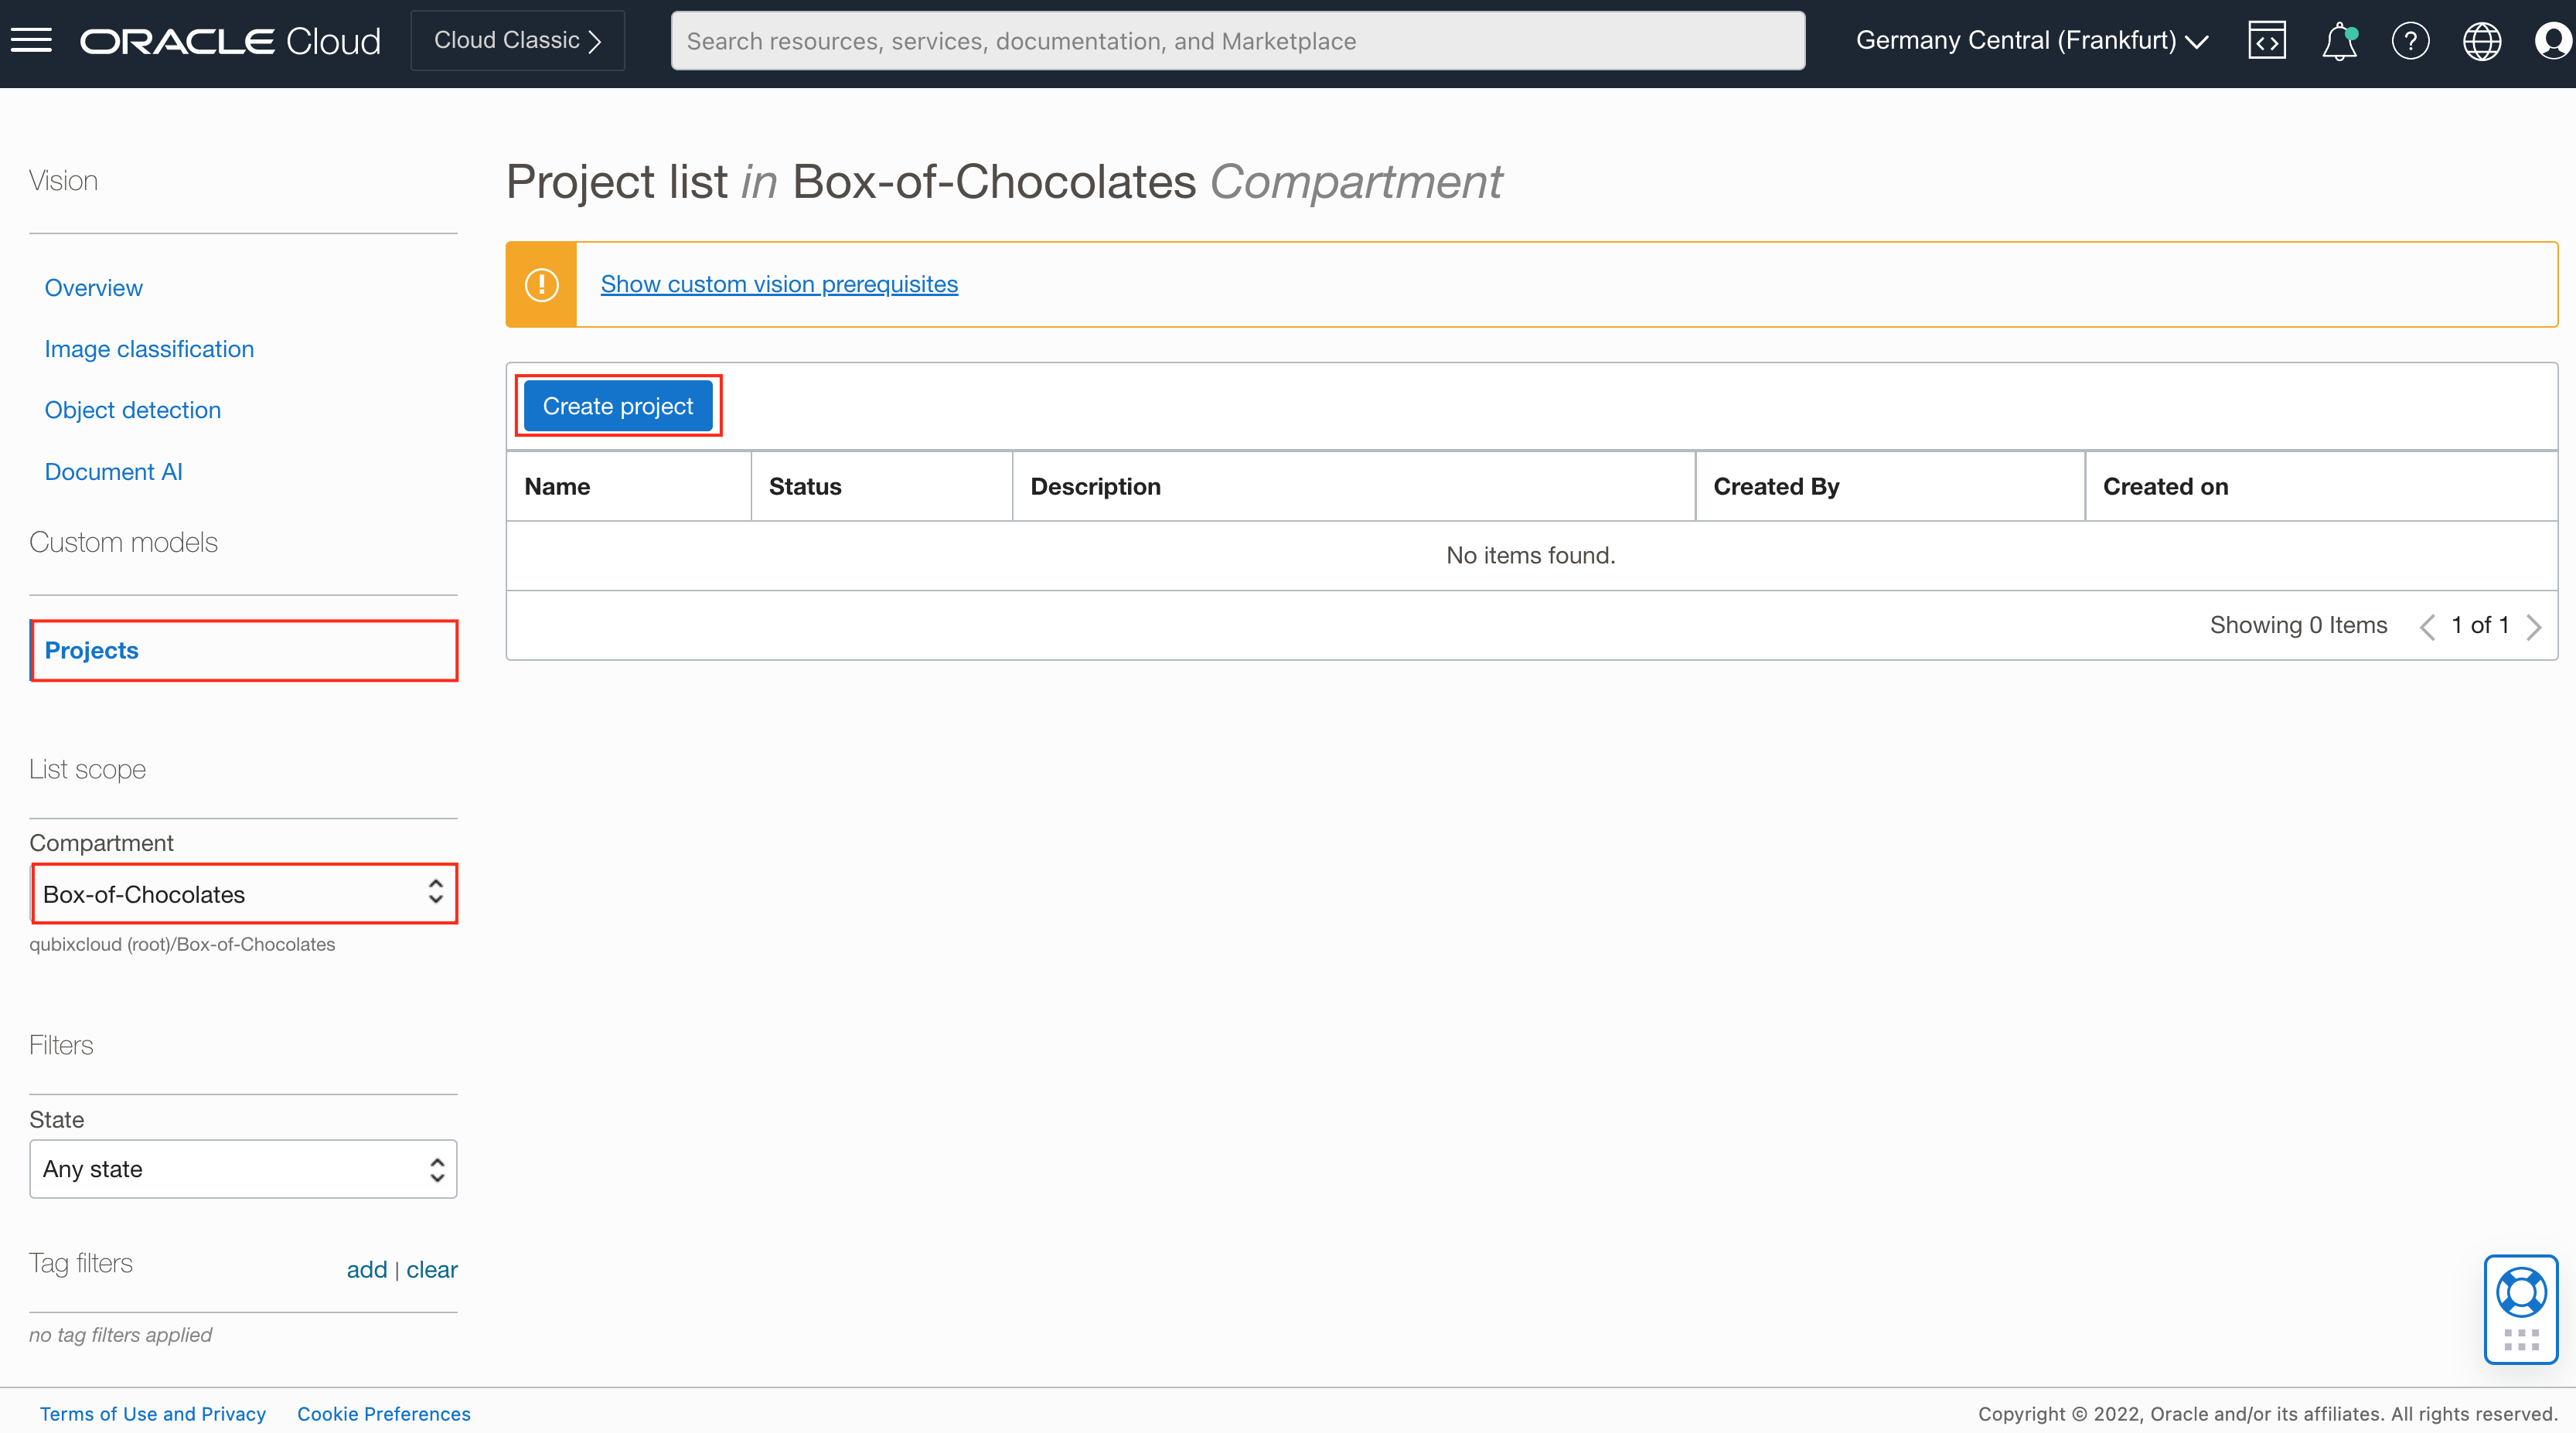 ORACLE Cloud
Cloud Classic
Search resources, services, documentation, and Marketplace
Germany Central (Frankfurt)
Vision
Overview
Image classification
Object detection
Document AI
Custom models
Projects
List scope
Compartment
Box-of-Chocolates
qubixcloud (root)/Box-of-Chocolates
Filters
State
Any state
Tag filters
add | clear
no tag filters applied
Project list in Box-of-Chocolates Compartment
Show custom vision prerequisites
Create project
Name Status Description Created By Created on
No items found.
Showing 0 Items 1 of 1
Terms of Use and Privacy Cookie Preferences
Copyright © 2022, Oracle and/or its affiliates. All rights reserved.